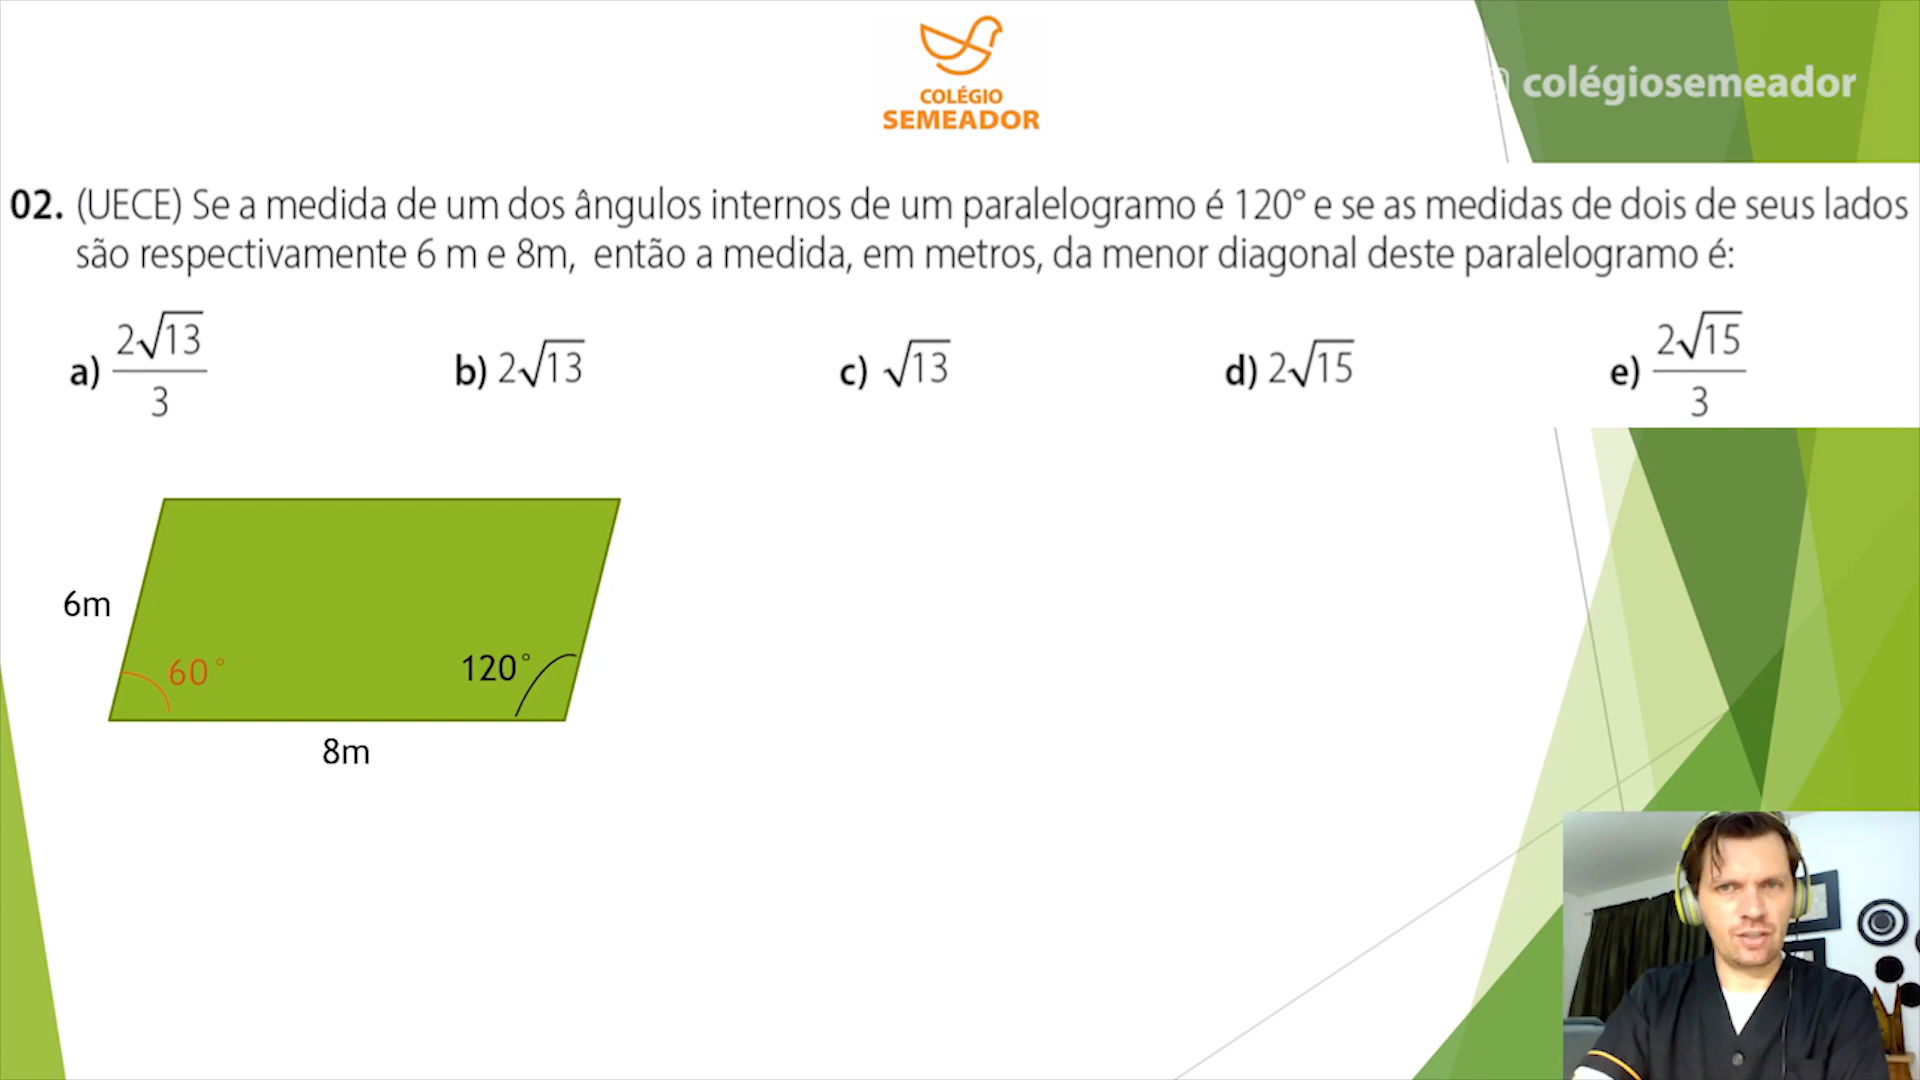 COLÉGIO
SEMEADOR
colégiosemeador
02. (UECE) Se a medida de um dos ângulos internos de um paralelogramo é 120° e se as medidas de dois de seus lados
são respectivamente 6 m e 8m, então a medida, em metros, da menor diagonal deste paralelogramo é:
a) 2√13/3 b) 2√13 c) √13 d) 2√15 e) 2√15/3
6m
60°
120°
8m